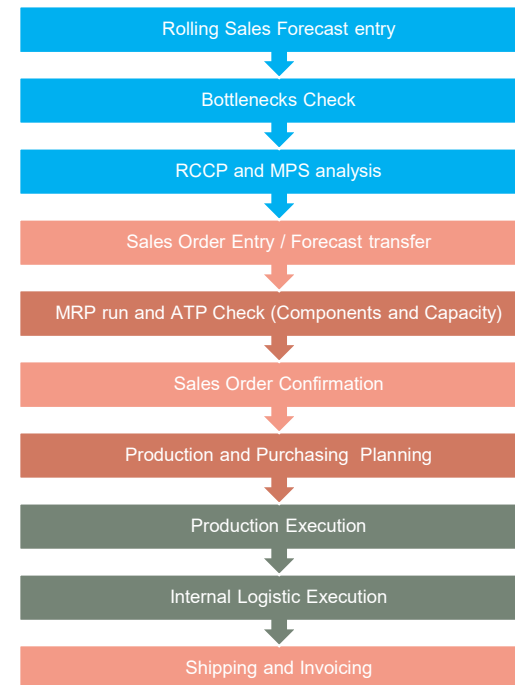 Rolling Sales Forecast entry
Bottlenecks Check
RCCP and MPS analysis
Sales Order Entry / Forecast transfer
MRP run and ATP Check (Components and Capacity)
Sales Order Confirmation
Production and Purchasing Planning
Production Execution
Internal Logistic Execution
Shipping and Invoicing